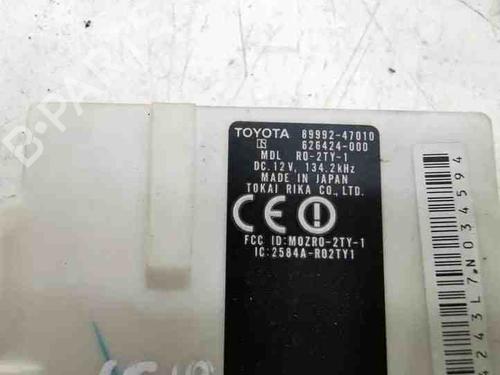 TOYOTA 89992-47010
626424-000
MDL RO-2TY-1
DC.12V, 134.2kHz
MADE IN JAPAN
TOKAI RIKA CO., LTD.
CE
FCC ID:MOZRO-2TY-1
IC:2584A-RO2TY1
4243L7N034594
B-PARTS